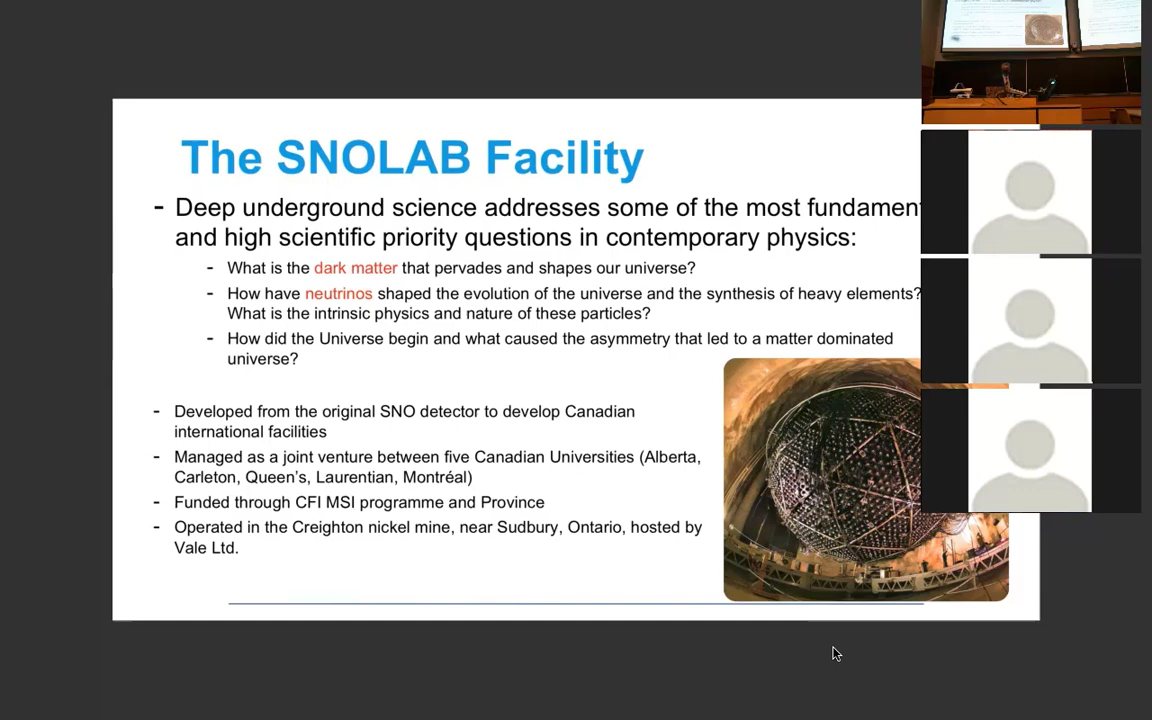 The SNOLAB Facility
- Deep underground science addresses some of the most fundament
and high scientific priority questions in contemporary physics:
- What is the dark matter that pervades and shapes our universe?
- How have neutrinos shaped the evolution of the universe and the synthesis of heavy elements?
What is the intrinsic physics and nature of these particles?
- How did the Universe begin and what caused the asymmetry that led to a matter dominated
universe?
- Developed from the original SNO detector to develop Canadian
international facilities
- Managed as a joint venture between five Canadian Universities (Alberta,
Carleton, Queen’s, Laurentian, Montréal)
- Funded through CFI MSI programme and Province
- Operated in the Creighton nickel mine, near Sudbury, Ontario, hosted by
Vale Ltd.